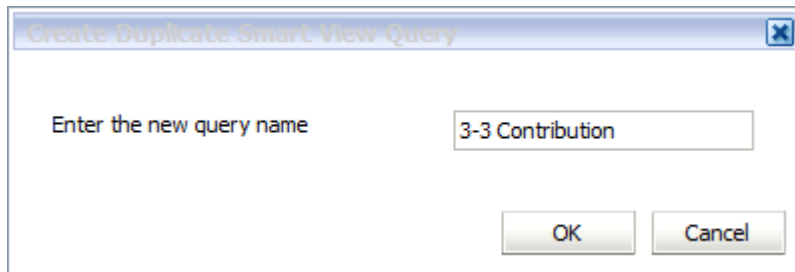 Create Duplicate Smart View Query
Enter the new query name
3-3 Contribution
OK
Cancel